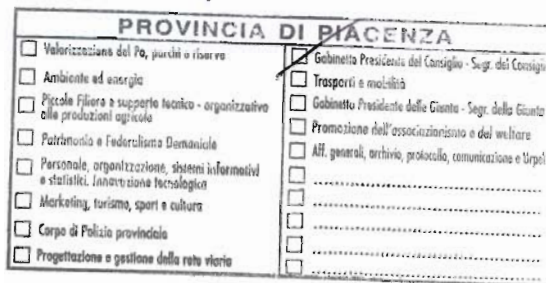 PROVINCIA DI PIACENZA
Valorizzazione del Po, parchi e riserve
Ambiente ed energia
Piccole Filiere e supporto tecnico - organizzativo
alle produzioni agricole
Patrimonio e Federalismo Demaniale
Personale, organizzazione, sistemi informativi
e statistici. Innovazione tecnologica
Marketing, turismo, sport e cultura
Corpo di Polizia provinciale
Progettazione e gestione della rete viaria
Gabinetto Presidente del Consiglio - Segr. del Consiglio
Trasporti e mobilità
Gabinetto Presidente della Giunta - Segr. della Giunta
Promozione dell'associazionismo e del welfare
Aff. generali, archivio, protocollo, comunicazione e Urpel